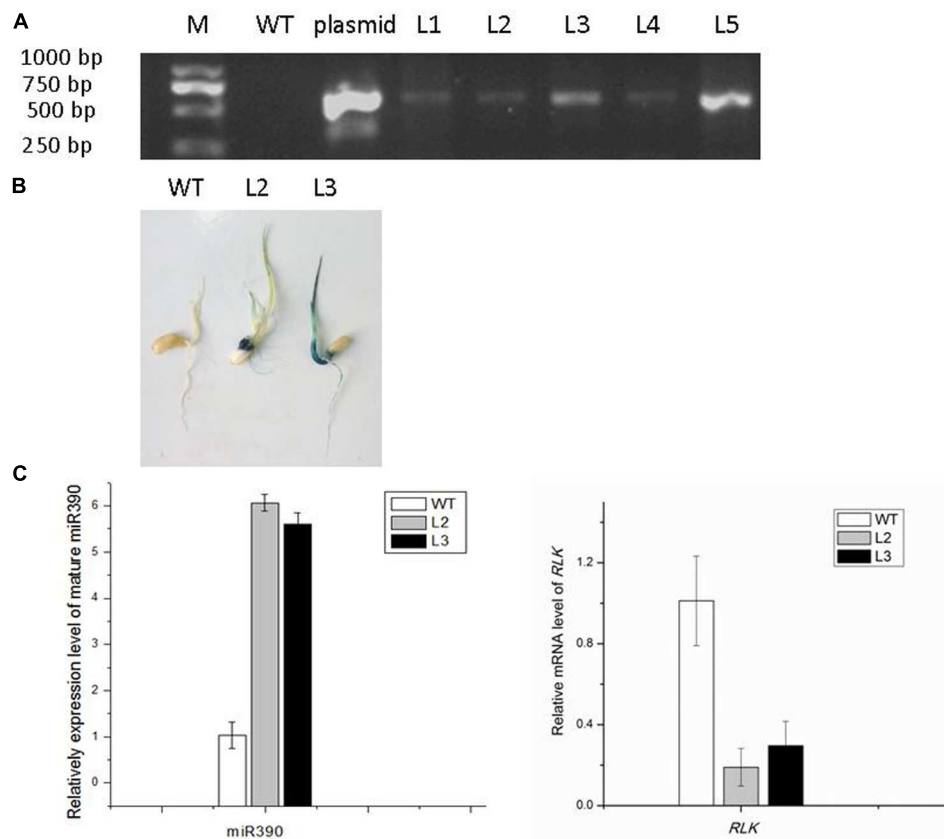 A
M WT plasmid L1 L2 L3 L4 L5
1000 bp
750 bp
500 bp
250 bp
B
WT L2 L3
C
Relatively expression level of mature miR390
6
5
4
3
2
1
0
WT
L2
L3
miR390
Relative mRNA level of RLK
1.2
0.8
0.4
0.0
WT
L2
L3
RLK